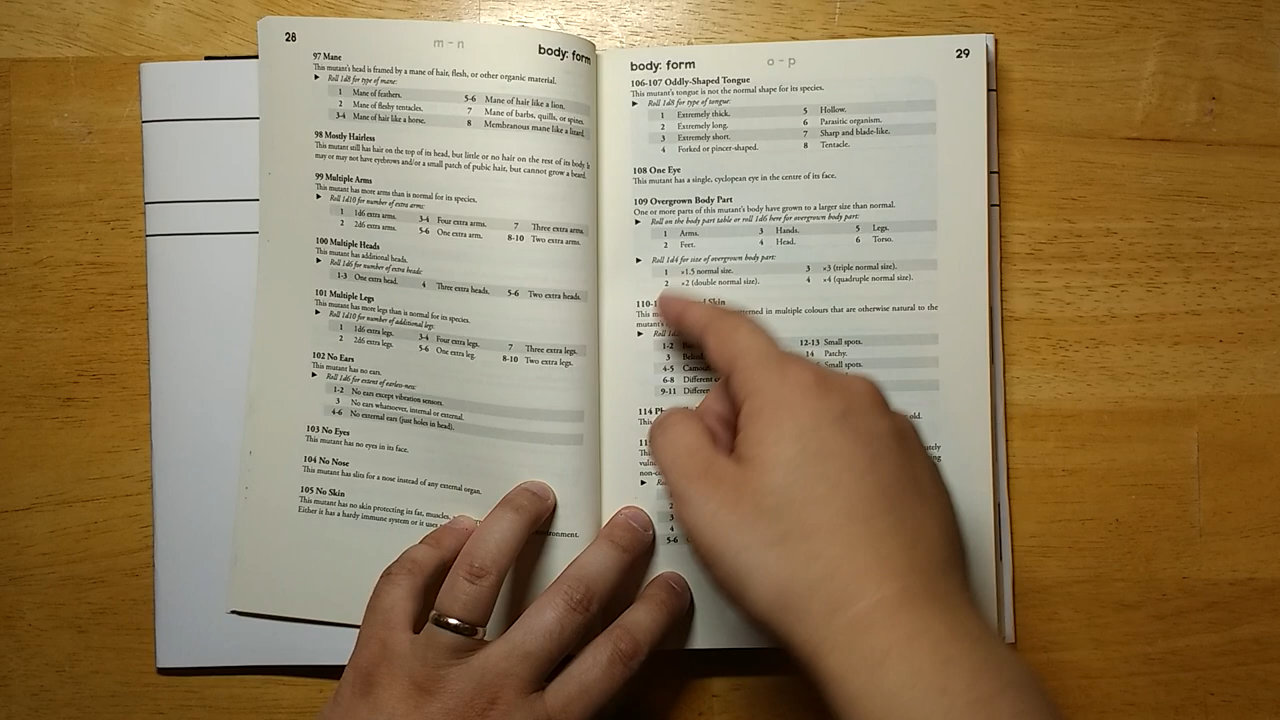 28
m - n
body: form
97 Mane
This mutant's head is framed by a mane of hair, flesh, or other organic material.
► Roll 1d8 for type of mane:
1 Mane of feathers. 5-6 Mane of hair like a lion.
2 Mane of fleshy tentacles. 7 Mane of barbs, quills, or spines.
3-4 Mane of hair like a horse. 8 Membranous mane like a lizard.
98 Mostly Hairless
This mutant still has hair on the top of its head, but little or no hair on the rest of its body. It
may or may not have eyebrows and/or a small patch of pubic hair, but cannot grow a beard.
99 Multiple Arms
This mutant has more arms than is normal for its species.
► Roll 1d10 for number of extra arms:
1 1d6 extra arms. 3-4 Four extra arms. 7 Three extra arms.
2 2d6 extra arms. 5-6 One extra arm. 8-10 Two extra arms.
100 Multiple Heads
This mutant has additional heads.
► Roll 1d6 for number of extra heads:
1-3 One extra head. 4 Three extra heads. 5-6 Two extra heads.
101 Multiple Legs
This mutant has more legs than is normal for its species.
► Roll 1d10 for number of additional legs:
1 1d6 extra legs. 3-4 Four extra legs. 7 Three extra legs.
2 2d6 extra legs. 5-6 One extra leg. 8-10 Two extra legs.
102 No Ears
This mutant has no ears.
► Roll 1d6 for extent of earless-ness:
1-2 No ears except vibration sensors.
3 No ears whatsoever, internal or external.
4-6 No external ears (just holes in head).
103 No Eyes
This mutant has no eyes in its face.
104 No Nose
This mutant has slits for a nose instead of any external organ.
105 No Skin
This mutant has no skin protecting its fat, muscles,
Either it has a hardy immune system or it uses environment.
body: form
o - p
29
106-107 Oddly-Shaped Tongue
This mutant's tongue is not the normal shape for its species.
► Roll 1d8 for type of tongue:
1 Extremely thick. 5 Hollow.
2 Extremely long. 6 Parasitic organism.
3 Extremely short. 7 Sharp and blade-like.
4 Forked or pincer-shaped. 8 Tentacle.
108 One Eye
This mutant has a single, cyclopean eye in the centre of its face.
109 Overgrown Body Part
One or more parts of this mutant's body have grown to a larger size than normal.
► Roll on the body part table or roll 1d6 here for overgrown body part:
1 Arms. 3 Hands. 5 Legs.
2 Feet. 4 Head. 6 Torso.
► Roll 1d4 for size of overgrown body part:
1 ×1.5 normal size. 3 ×3 (triple normal size).
2 ×2 (double normal size). 4 ×4 (quadruple normal size).
Skin
in multiple colours that are otherwise natural to the
mutant's
► Roll
1-2 12-13 Small spots.
3 14 Patchy.
4-5 Small spots.
6-8 Different
9-11
114
old.
►
2
3
4
5-6